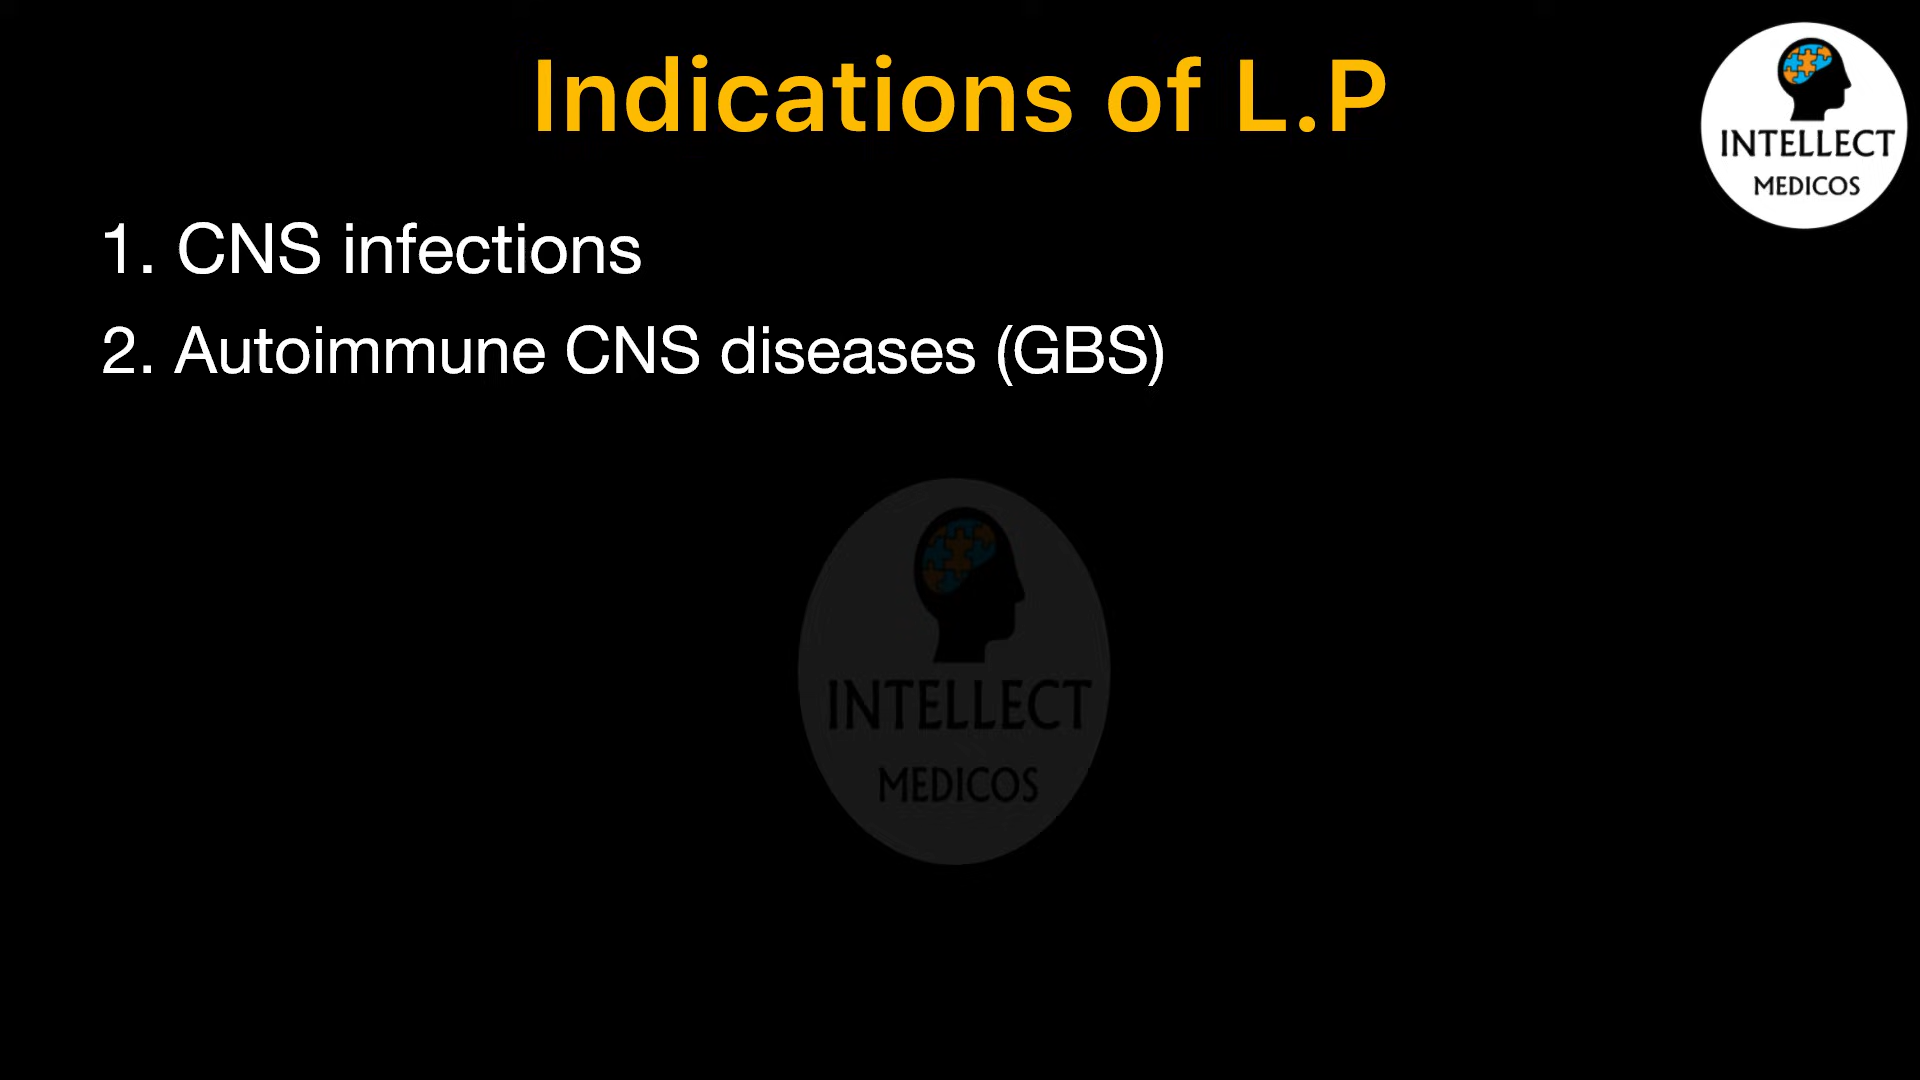 Indications of L.P
INTELLECT
MEDICOS
1. CNS infections
2. Autoimmune CNS diseases (GBS)
INTELLECT
MEDICOS